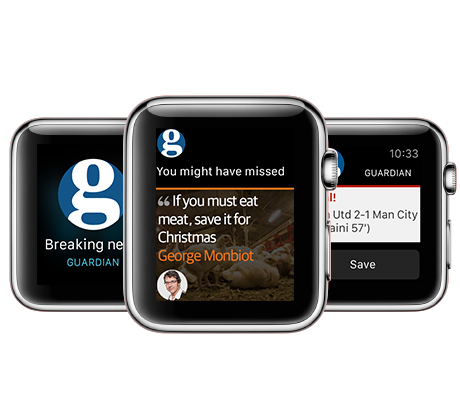 g
Breaking ne
GUARDIAN
g
You might have missed
“ If you must eat
meat, save it for
Christmas
George Monbiot
10:33
GUARDIAN
l!
Utd 2-1 Man City
aini 57')
Save